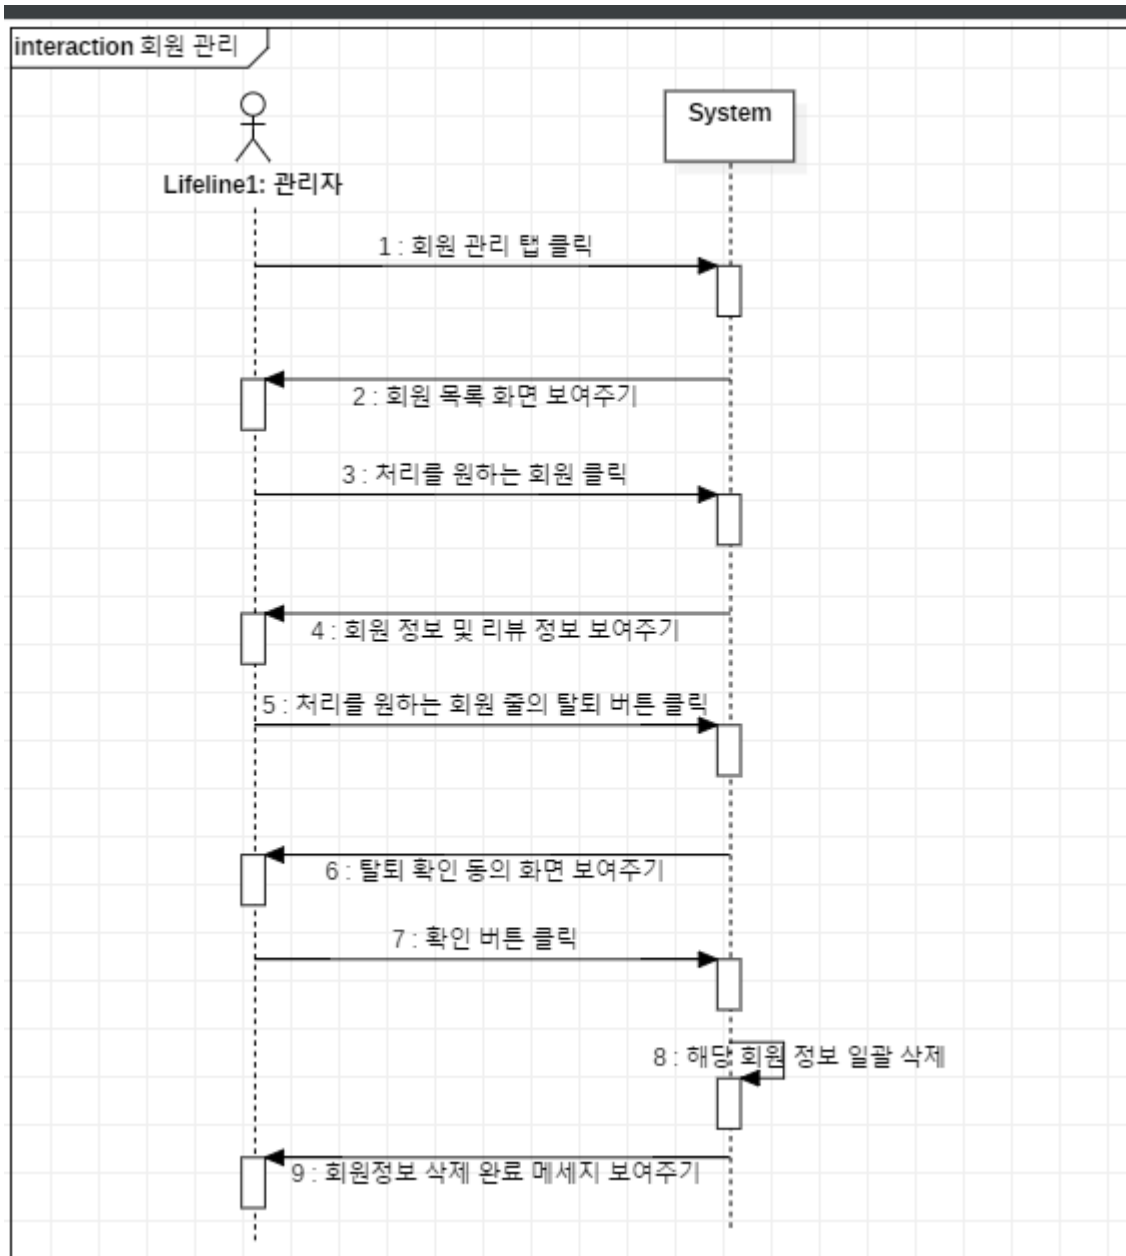 interaction 회원 관리
System
Lifeline1: 관리자
1 : 회원 관리 탭 클릭
2 : 회원 목록 화면 보여주기
3 : 처리를 원하는 회원 클릭
4 : 회원 정보 및 리뷰 정보 보여주기
5 : 처리를 원하는 회원 줄의 탈퇴 버튼 클릭
6 : 탈퇴 확인 동의 화면 보여주기
7 : 확인 버튼 클릭
8 : 해당 회원 정보 일괄 삭제
9 : 회원정보 삭제 완료 메세지 보여주기